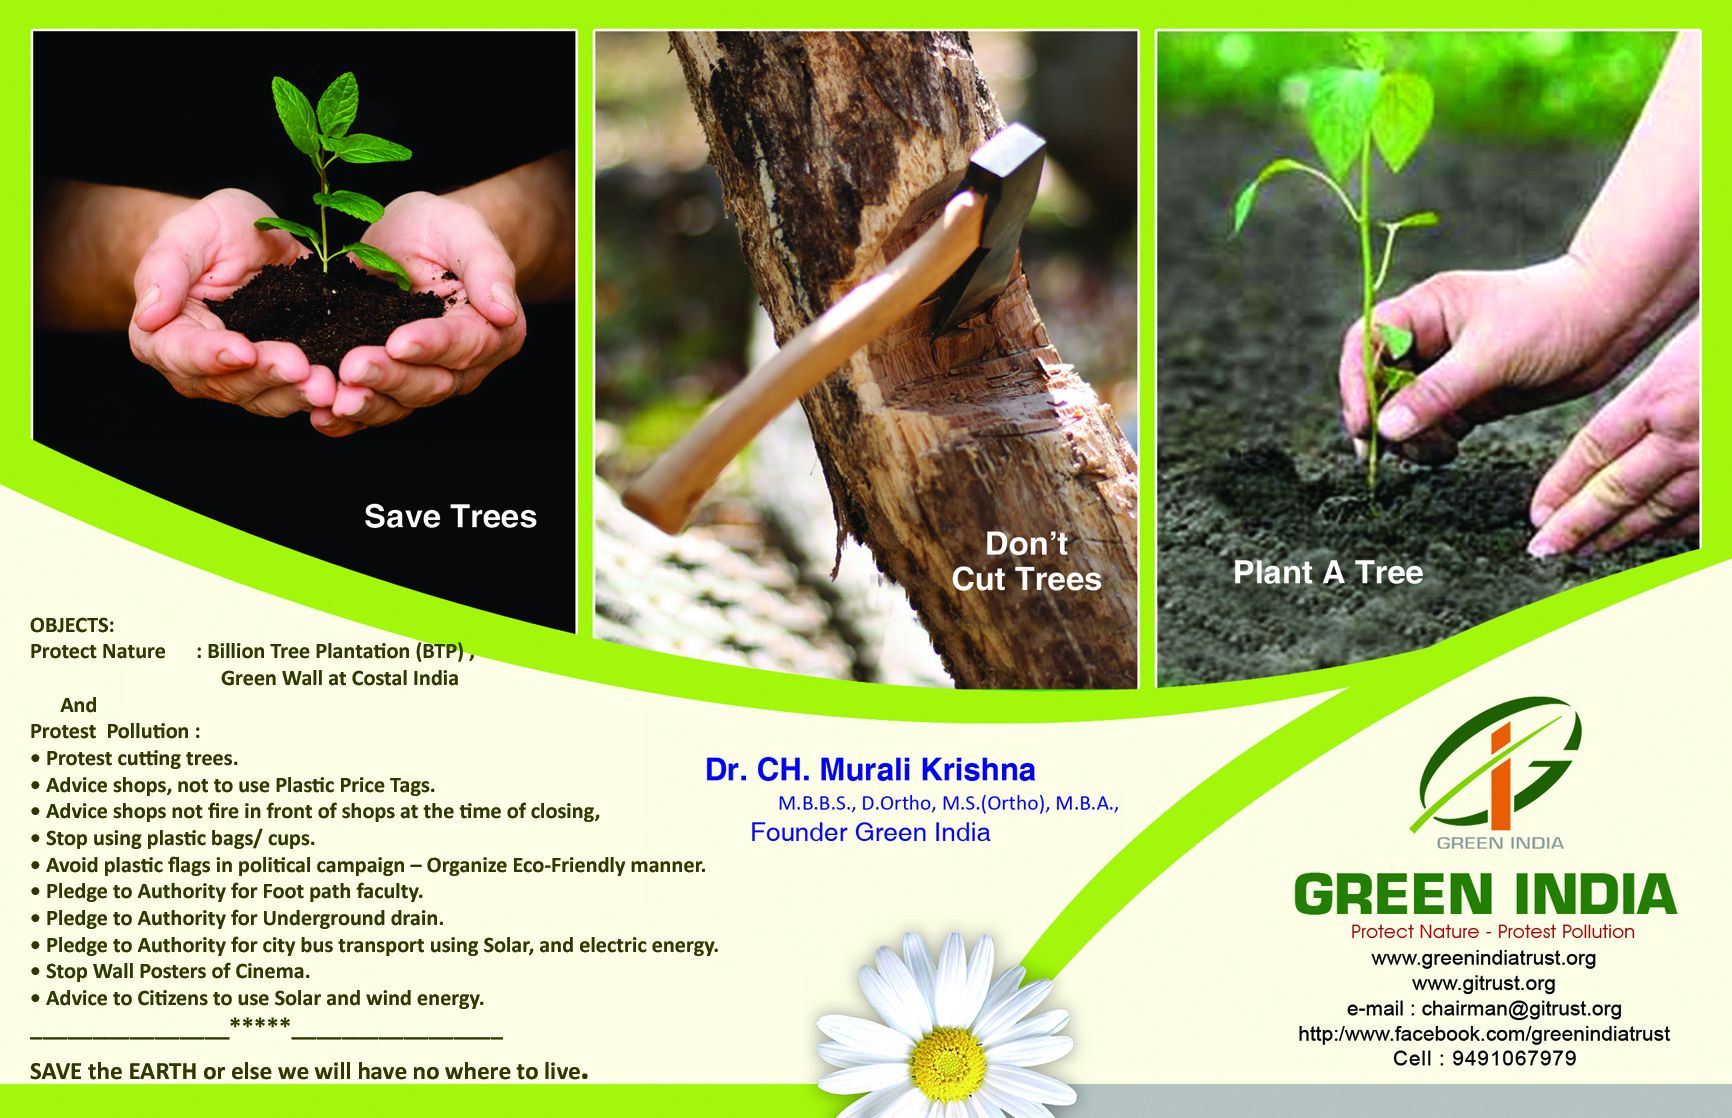 Save Trees
Don't
Cut Trees
Plant A Tree
OBJECTS:
Protect Nature : Billion Tree Plantation (BTP) ,
Green Wall at Costal India
And
Protest Pollution :
• Protest cutting trees.
• Advice shops, not to use Plastic Price Tags.
• Advice shops not fire in front of shops at the time of closing,
• Stop using plastic bags/ cups.
• Avoid plastic flags in political campaign – Organize Eco-Friendly manner.
• Pledge to Authority for Foot path faculty.
• Pledge to Authority for Underground drain.
• Pledge to Authority for city bus transport using Solar, and electric energy.
• Stop Wall Posters of Cinema.
• Advice to Citizens to use Solar and wind energy.
_________________*****__________________
SAVE the EARTH or else we will have no where to live.
Dr. CH. Murali Krishna
M.B.B.S., D.Ortho, M.S.(Ortho), M.B.A.,
Founder Green India
GREEN INDIA
GREEN INDIA
Protect Nature - Protest Pollution
www.greenindiatrust.org
www.gitrust.org
e-mail : chairman@gitrust.org
http:/www.facebook.com/greenindiatrust
Cell : 9491067979